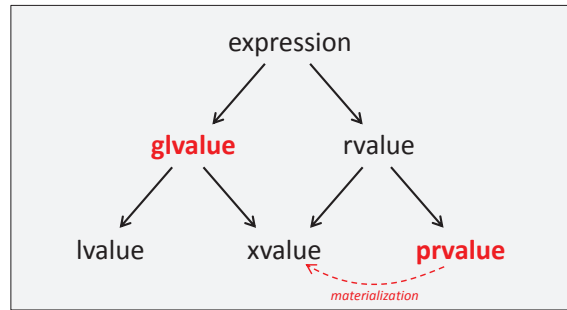 expression
glvalue rvalue
lvalue xvalue prvalue
materialization